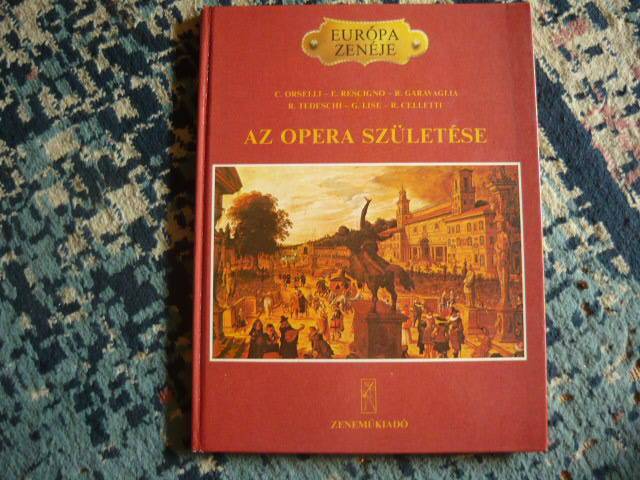 EURÓPA
ZENÉJE
C. ORSELLI – E. RESCIGNO – R. GARAVAGLIA
R. TEDESCHI – G. LISE – R. CELLETTI
AZ OPERA SZÜLETÉSE
ZENEMŰKIADÓ